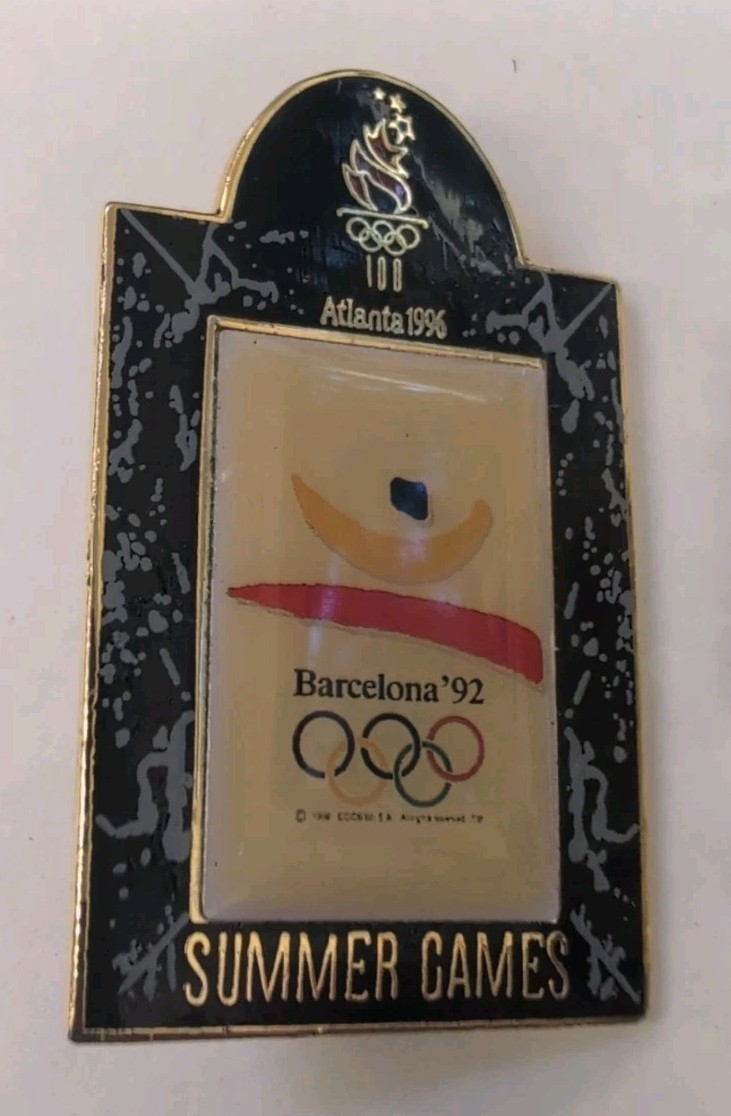 100
Atlanta 1996
Barcelona '92
SUMMER GAMES